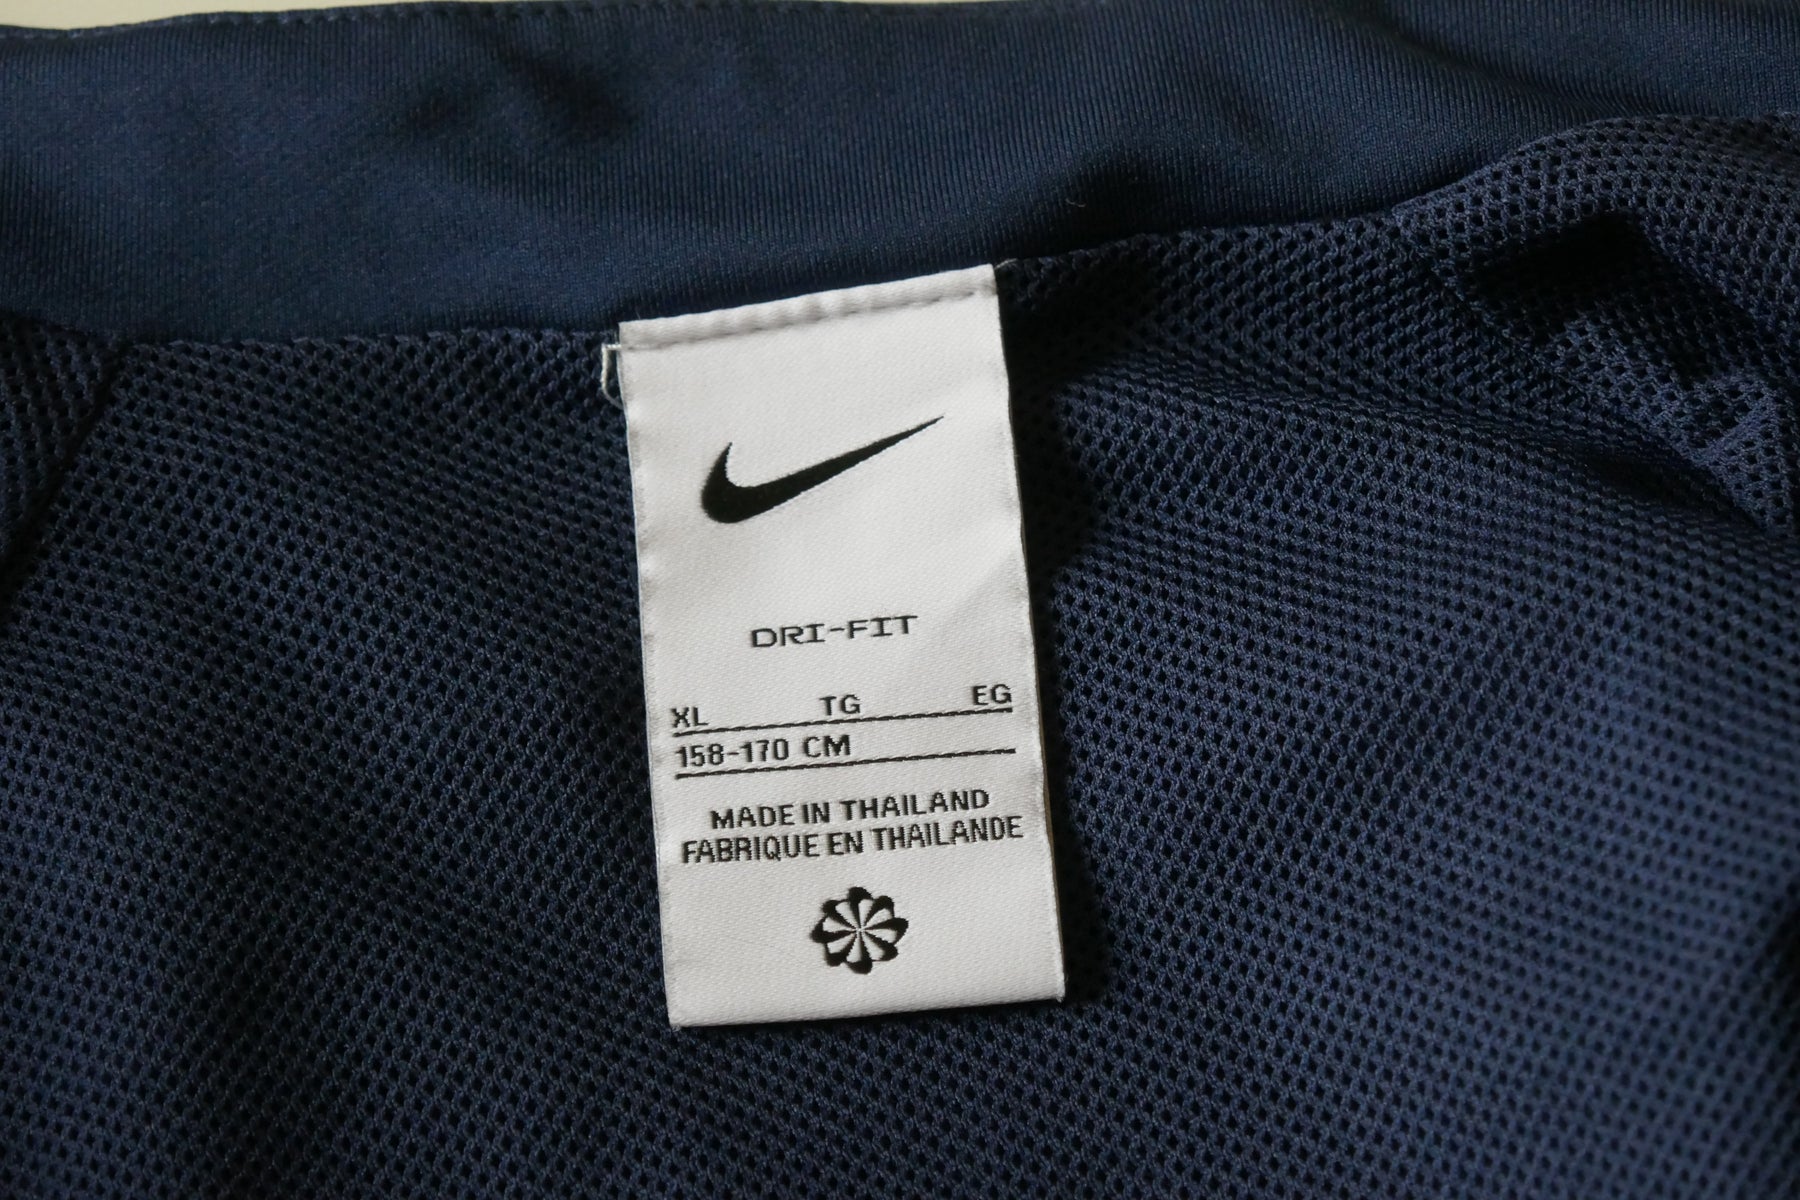 DRI-FIT
XL TG EG
158-170 CM
MADE IN THAILAND
FABRIQUE EN THAILANDE